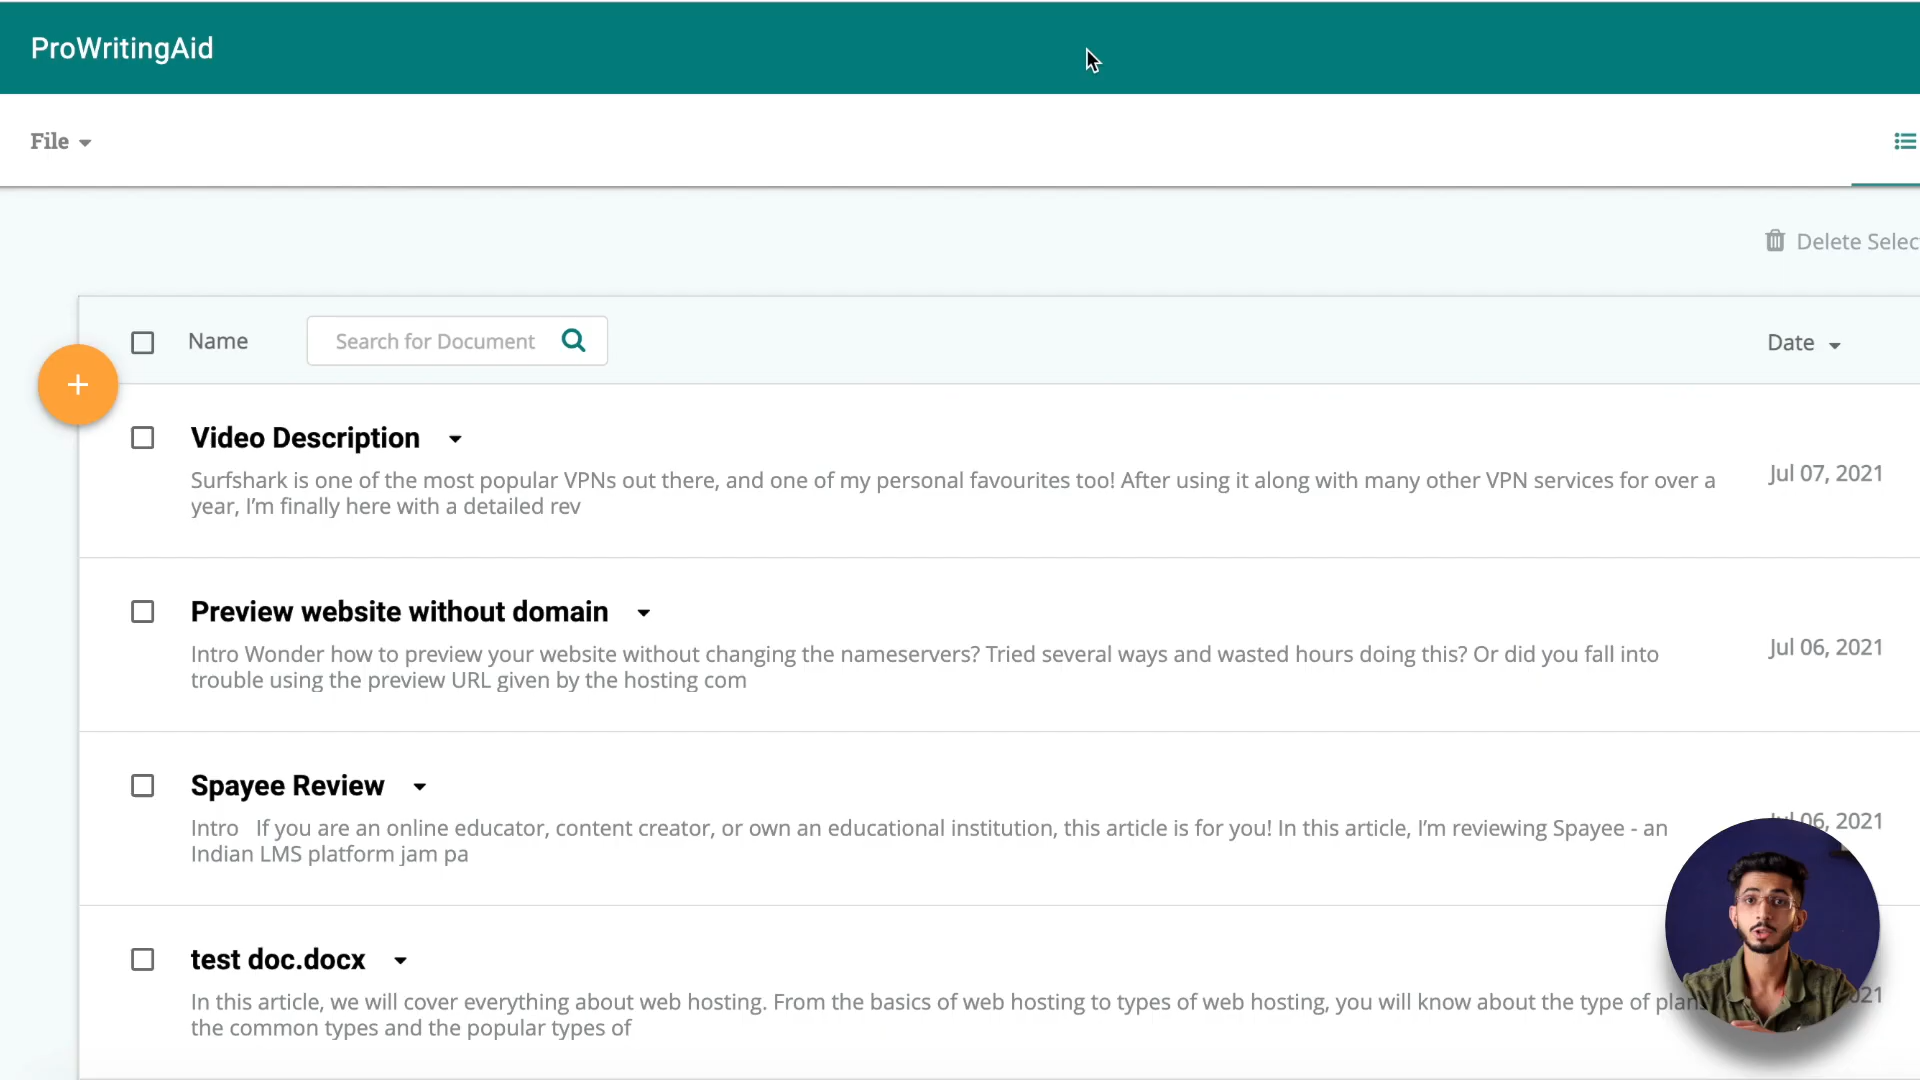 ProWritingAid
File
Delete Selec
Name
Search for Document
Date
Video Description
Surfshark is one of the most popular VPNs out there, and one of my personal favourites too! After using it along with many other VPN services for over a
year, I'm finally here with a detailed rev
Jul 07, 2021
Preview website without domain
Intro Wonder how to preview your website without changing the nameservers? Tried several ways and wasted hours doing this? Or did you fall into
trouble using the preview URL given by the hosting com
Jul 06, 2021
Spayee Review
Intro   If you are an online educator, content creator, or own an educational institution, this article is for you! In this article, I'm reviewing Spayee - an
Indian LMS platform jam pa
Jul 06, 2021
test doc.docx
In this article, we will cover everything about web hosting. From the basics of web hosting to types of web hosting, you will know about the type of plan
the common types and the popular types of